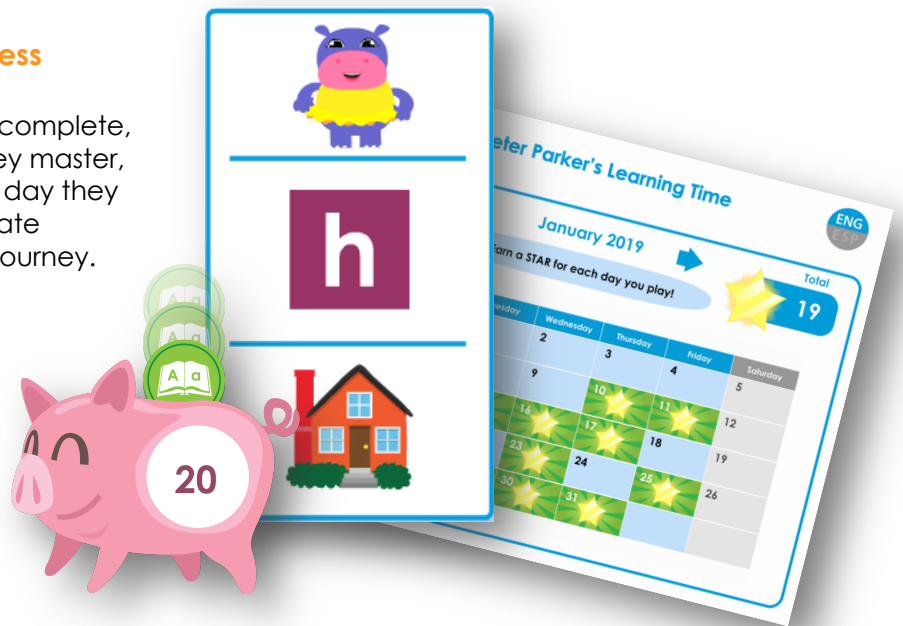 ess
complete,
ey master,
day they
ate
ourney.
A a
A a
A a
20
h
eter Parker's Learning Time
ENG
ESP
January 2019
arn a STAR for each day you play!
Total
19
esday Wednesday Thursday Friday Saturday
2 3 4 5
9 10 11 12
16 17 18 19
23 24 25 26
30 31